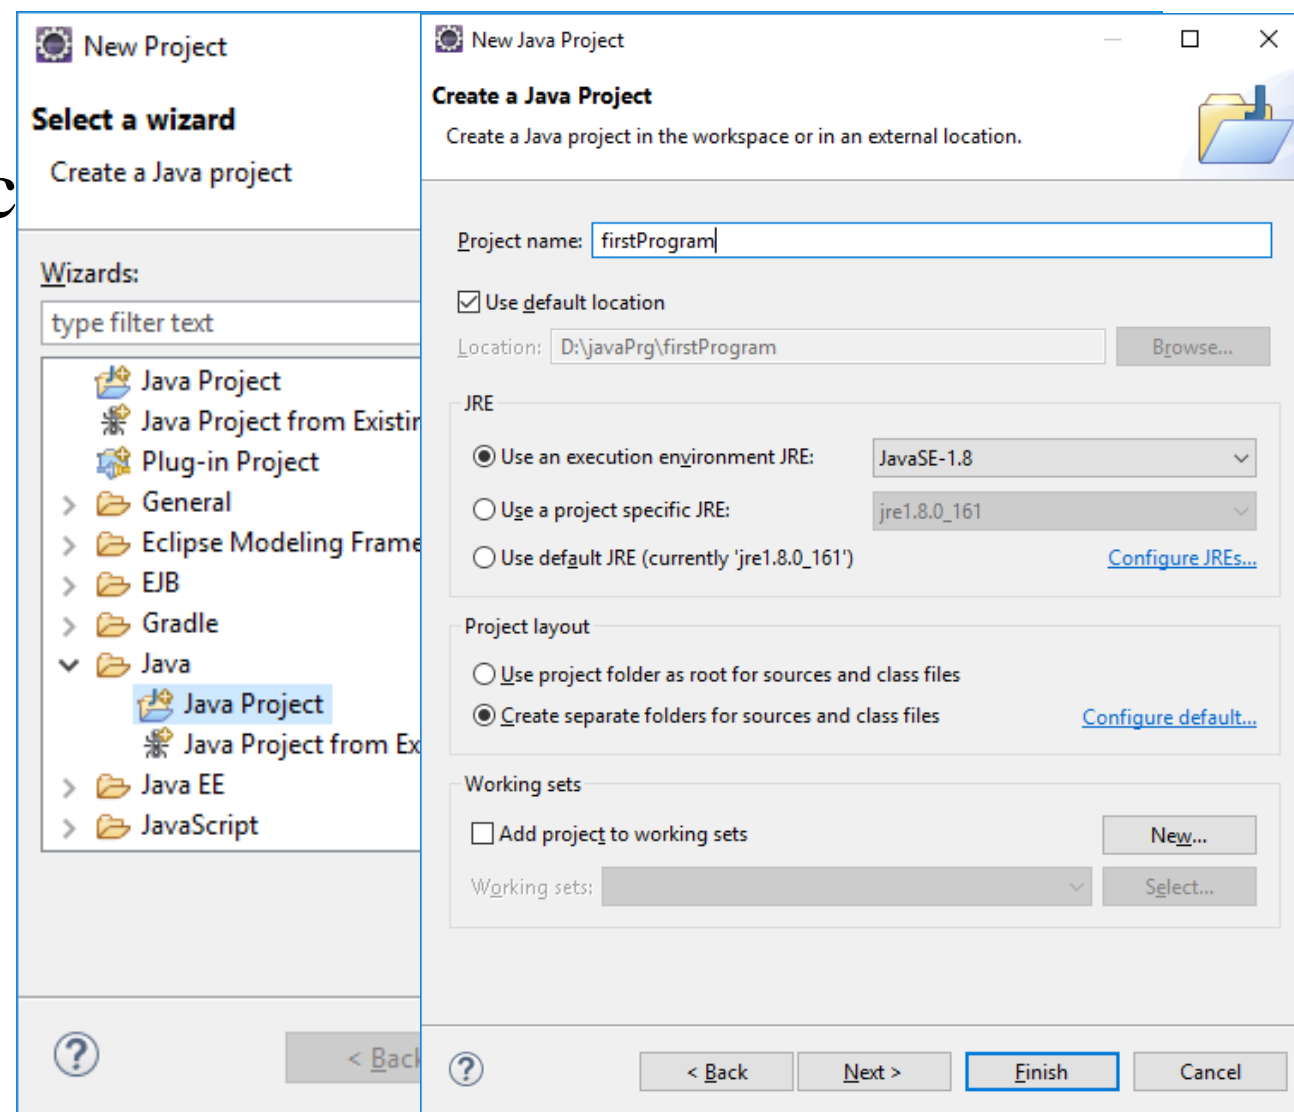 New Project
Select a wizard
Create a Java project
c
Wizards:
type filter text
Java Project
Java Project from Existin
Plug-in Project
General
Eclipse Modeling Frame
EJB
Gradle
Java
Java Project
Java Project from Ex
Java EE
JavaScript
? < Back
New Java Project
Create a Java Project
Create a Java project in the workspace or in an external location.
Project name: firstProgram
Use default location
Location: D:\javaPrg\firstProgram Browse...
JRE
Use an execution environment JRE: JavaSE-1.8
Use a project specific JRE: jre1.8.0_161
Use default JRE (currently 'jre1.8.0_161') Configure JREs...
Project layout
Use project folder as root for sources and class files
Create separate folders for sources and class files Configure default...
Working sets
Add project to working sets New...
Working sets: Select...
? < Back Next > Finish Cancel